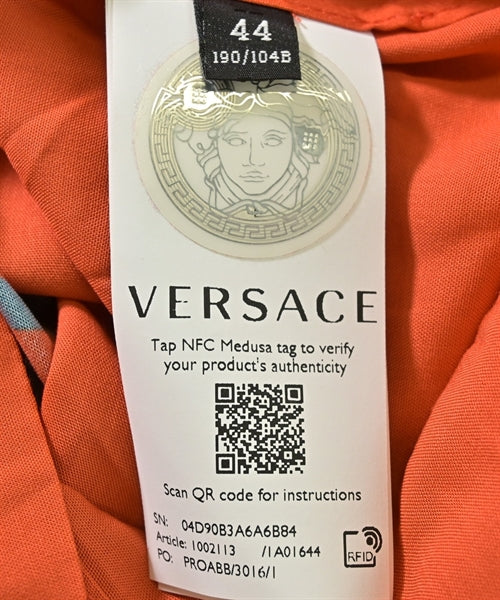 44
190/104B
VERSACE
Tap NFC Medusa tag to verify
your product's authenticity
Scan QR code for instructions
SN: 04D90B3A6A6B84
Article: 1002113 /1A01644
PO: PROABB/3016/1
RFID